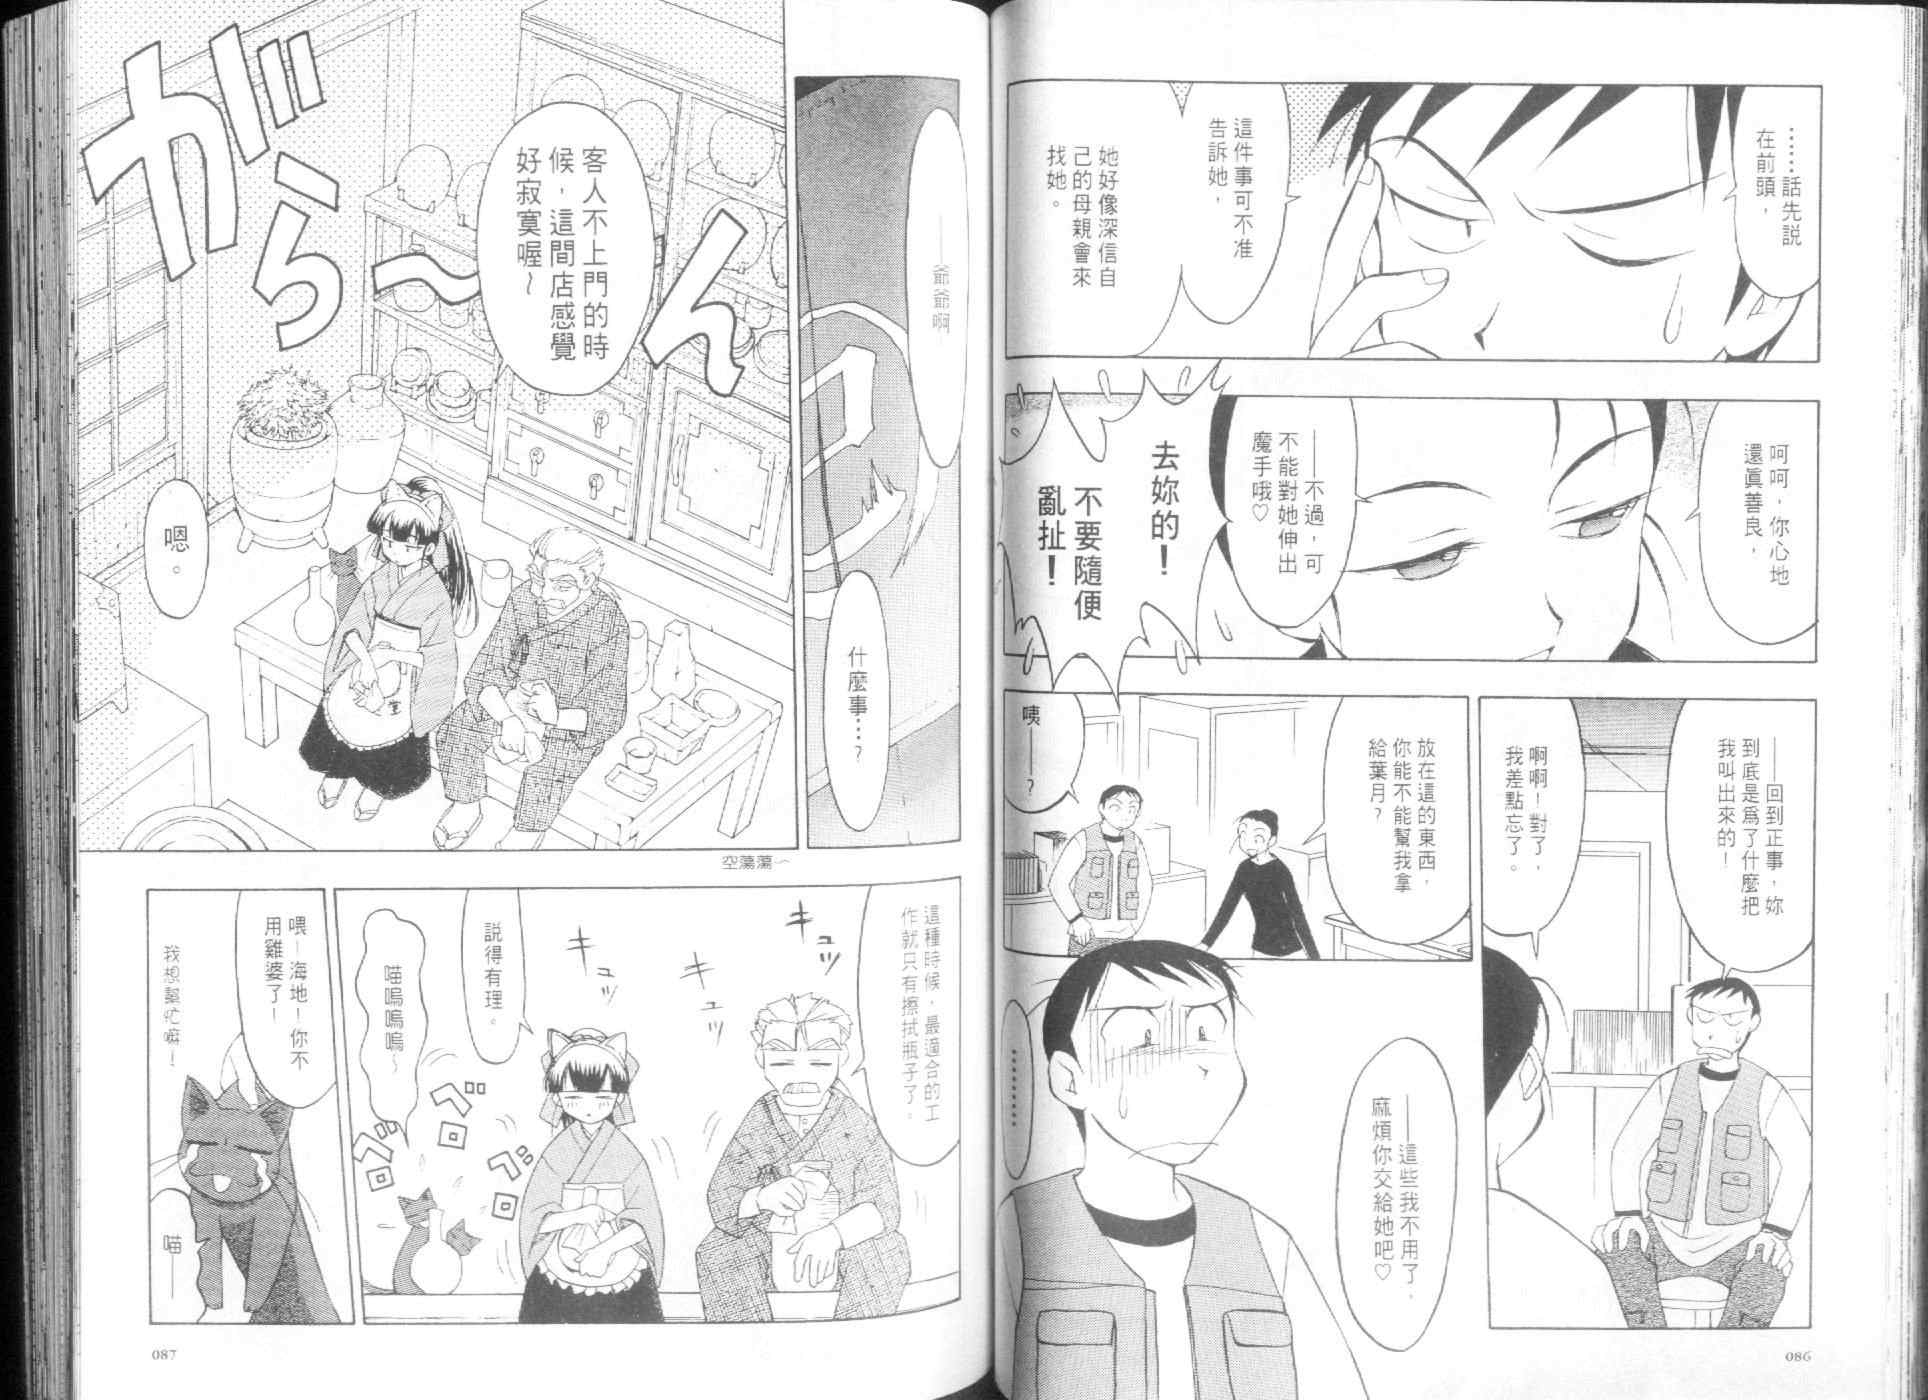 ……話先說
在前頭，
這件事可不准
告訴她，
她好像深信自
己的母親會來
找她。
呵呵，你心地
還眞善良，
──不過，可
不能對她伸出
魔手哦♡
去妳的！
不要隨便
亂扯！
──回到正事，妳
到底是爲了什麼把
我叫出來的！
啊啊！對了，
我差點忘了。
放在這的東西，
你能不能幫我拿
給葉月？
咦──？
──這些我不用了，
麻煩你交給她吧♡
………
086
──爺爺啊
什麼事…？
客人不上門的時
候，這間店感覺
好寂寞喔～
がら～ん
嗯。
空蕩蕩～
這種時候，最適合的工
作就只有擦拭瓶子了。
キュッ
キュッ
キュッ
說得有理。
喵嗚嗚嗚～
ベロ
ベロ
ベロ
喂─海地！你不
用雞婆了！
我想幫忙嘛！
喵──
087